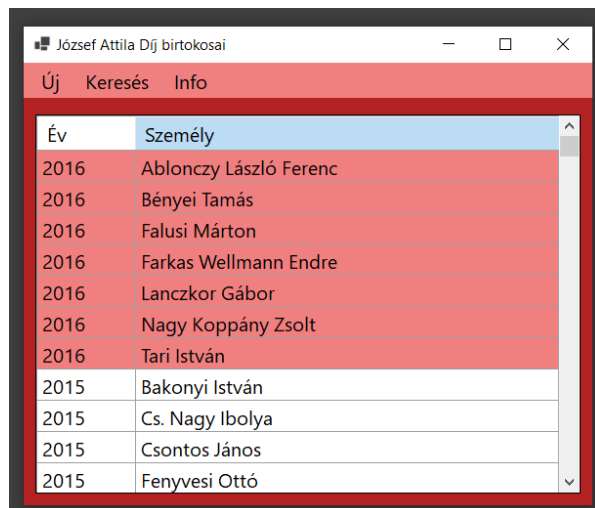 József Attila Díj birtokosai
Új Keresés Info
Év Személy
2016 Ablonczy László Ferenc
2016 Bényei Tamás
2016 Falusi Márton
2016 Farkas Wellmann Endre
2016 Lanczkor Gábor
2016 Nagy Koppány Zsolt
2016 Tari István
2015 Bakonyi István
2015 Cs. Nagy Ibolya
2015 Csontos János
2015 Fenyvesi Ottó